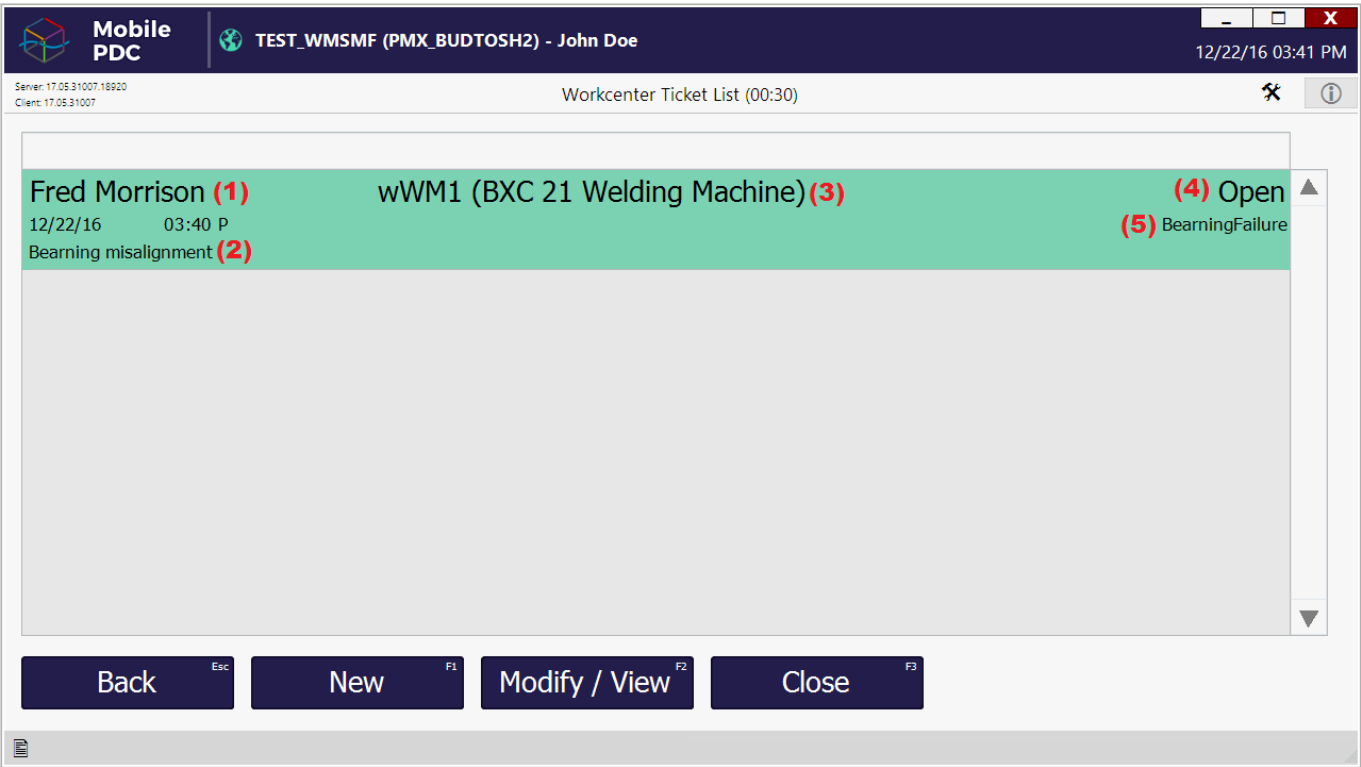 Mobile PDC
TEST_WMSMF (PMX_BUDTOSH2) - John Doe
X
12/22/16 03:41 PM
Server: 17.05.31007.18920
Client: 17.05.31007
Workcenter Ticket List (00:30)
Fred Morrison (1)
wWM1 (BXC 21 Welding Machine)(3)
(4) Open
12/22/16 03:40 P
(5) BearningFailure
Bearning misalignment (2)
Back Esc
New F1
Modify / View F2
Close F3